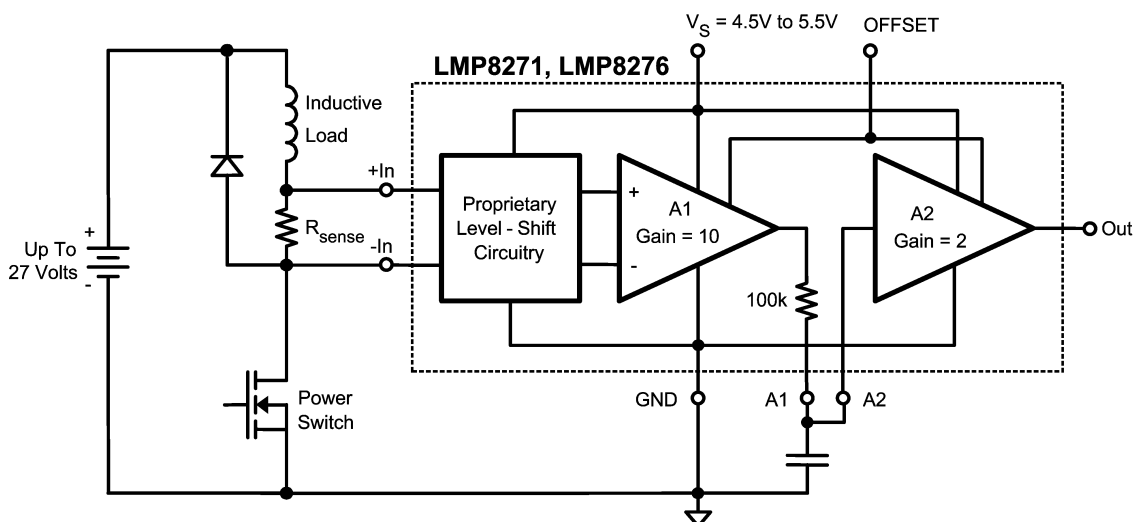 V_S = 4.5V to 5.5V
OFFSET
LMP8271, LMP8276
Inductive
Load
+In
R_sense
-In
Proprietary
Level - Shift
Circuitry
+
-
A1
Gain = 10
A2
Gain = 2
Out
+
Up To
27 Volts
-
100k
Power
Switch
GND
A1
A2